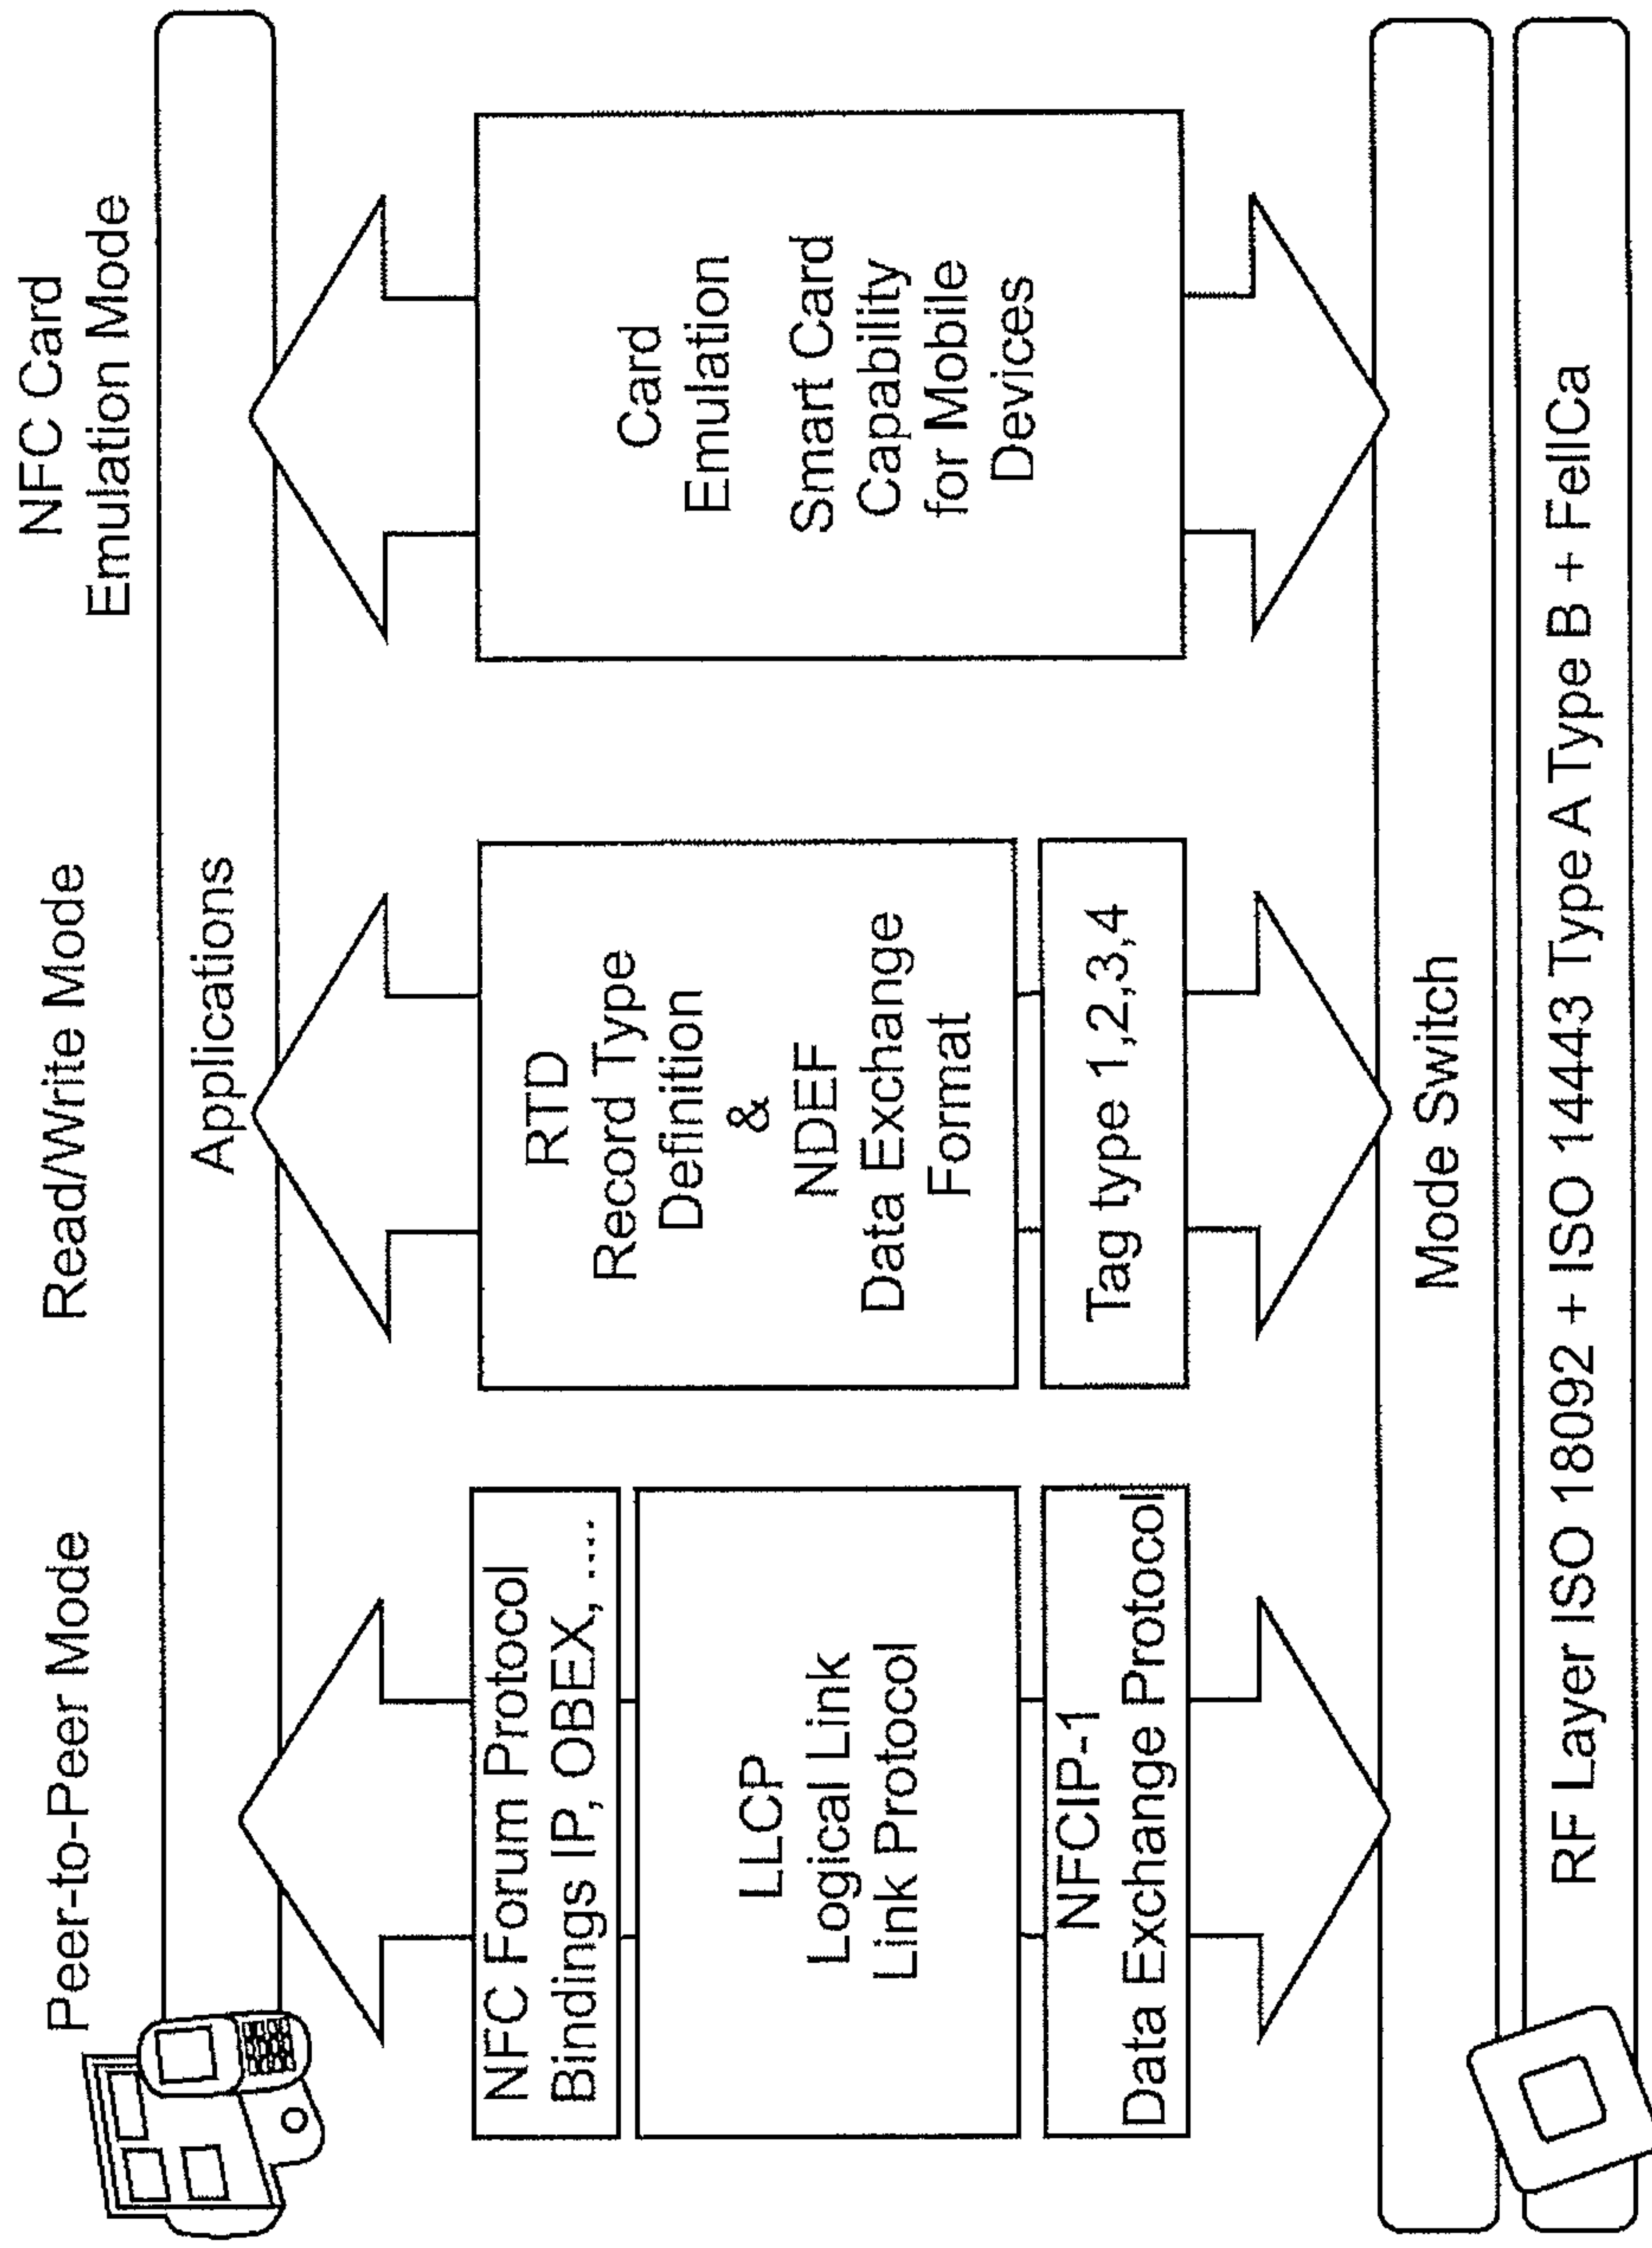 Peer-to-Peer Mode
Read/Write Mode
NFC Card
Emulation Mode
Applications
NFC Forum Protocol
Bindings IP, OBEX, ....
LLCP
Logical Link
Link Protocol
NFCIP-1
Data Exchange Protocol
RTD
Record Type
Definition
&
NDEF
Data Exchange
Format
Tag type 1,2,3,4
Card
Emulation
Smart Card
Capability
for Mobile
Devices
Mode Switch
RF Layer ISO 18092 + ISO 14443 Type A Type B + FellCa